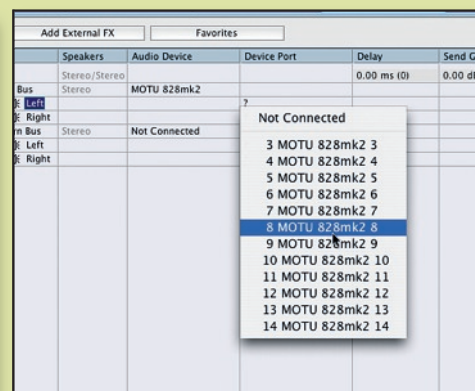 Add External FX Favorites
Speakers Audio Device Device Port Delay Send G
Stereo/Stereo 0.00 ms (0) 0.00 d
Bus Stereo MOTU 828mk2
Left ?
Right
rn Bus Stereo Not Connected
Left
Right
Not Connected
3 MOTU 828mk2 3
4 MOTU 828mk2 4
5 MOTU 828mk2 5
6 MOTU 828mk2 6
7 MOTU 828mk2 7
8 MOTU 828mk2 8
9 MOTU 828mk2 9
10 MOTU 828mk2 10
11 MOTU 828mk2 11
12 MOTU 828mk2 12
13 MOTU 828mk2 13
14 MOTU 828mk2 14